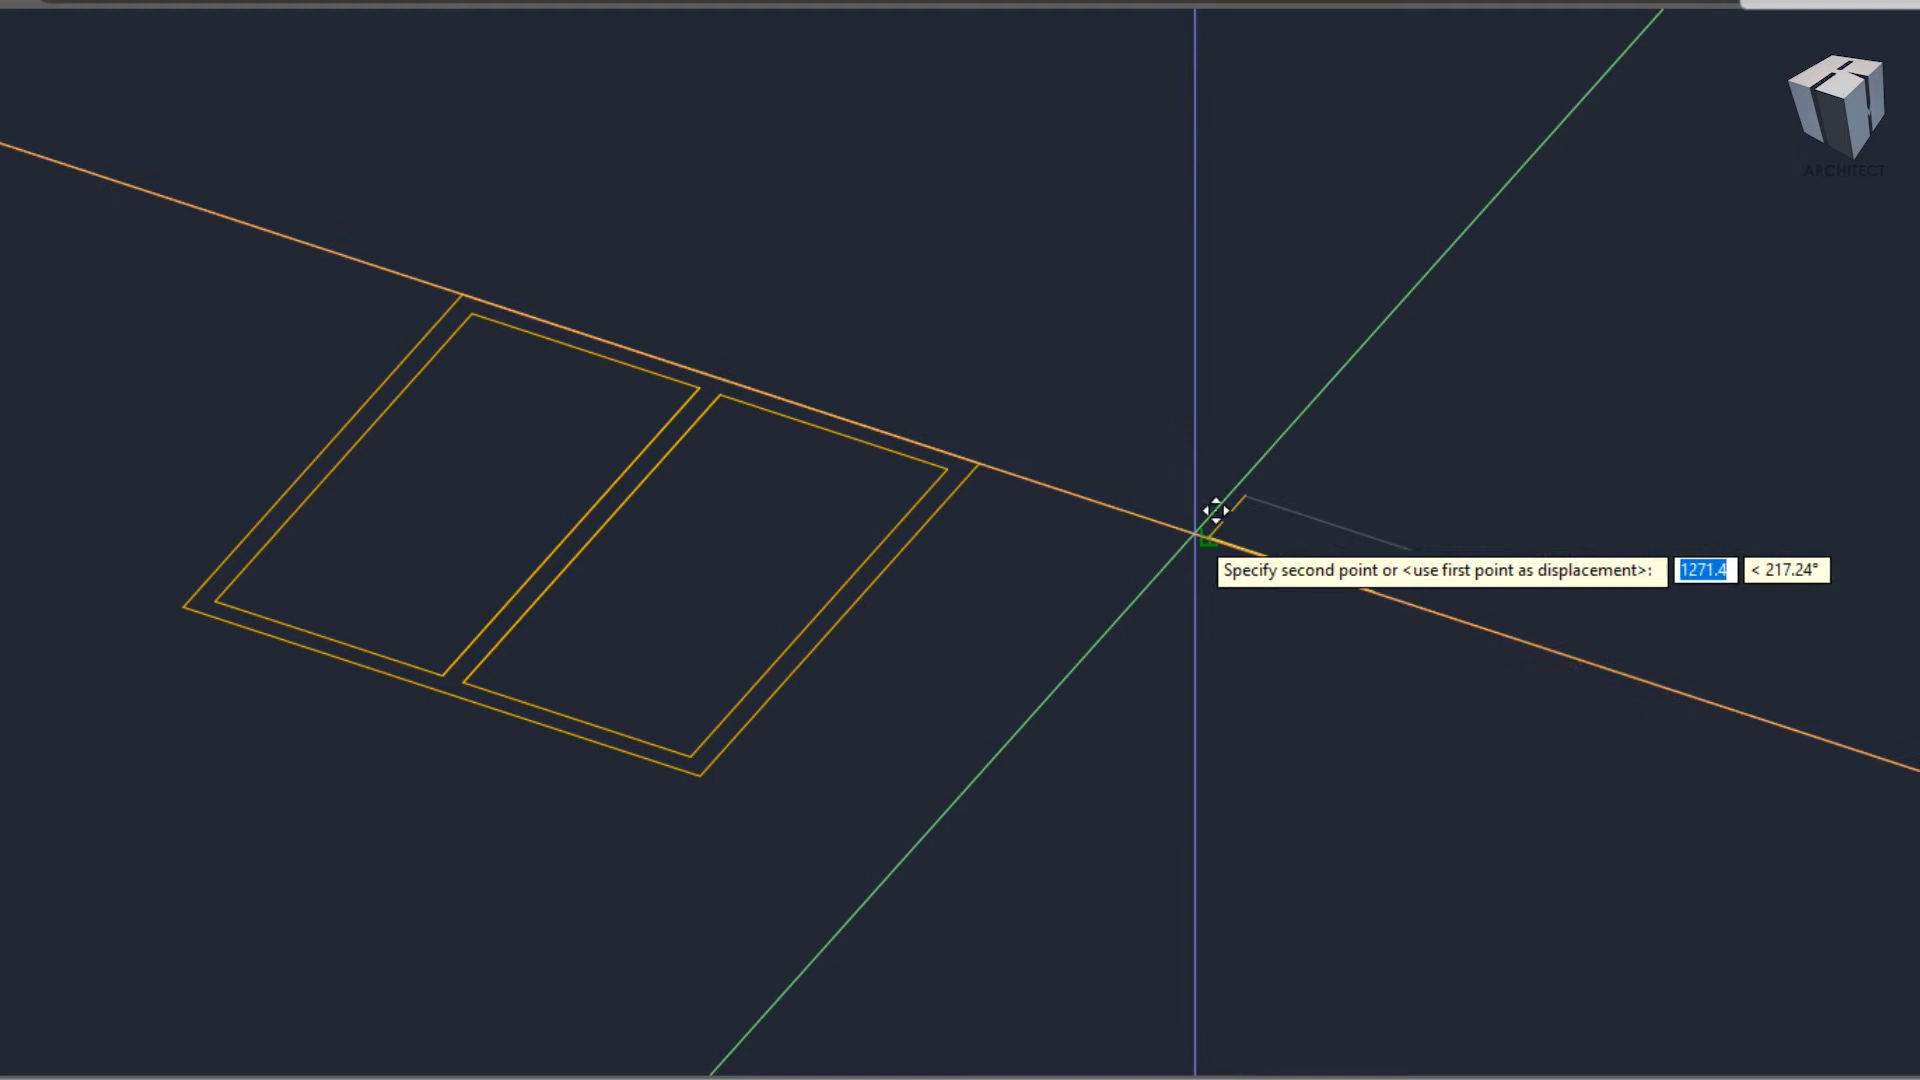 ARCHITECT
Specify second point or <use first point as displacement>: 1271.4 < 217.24°